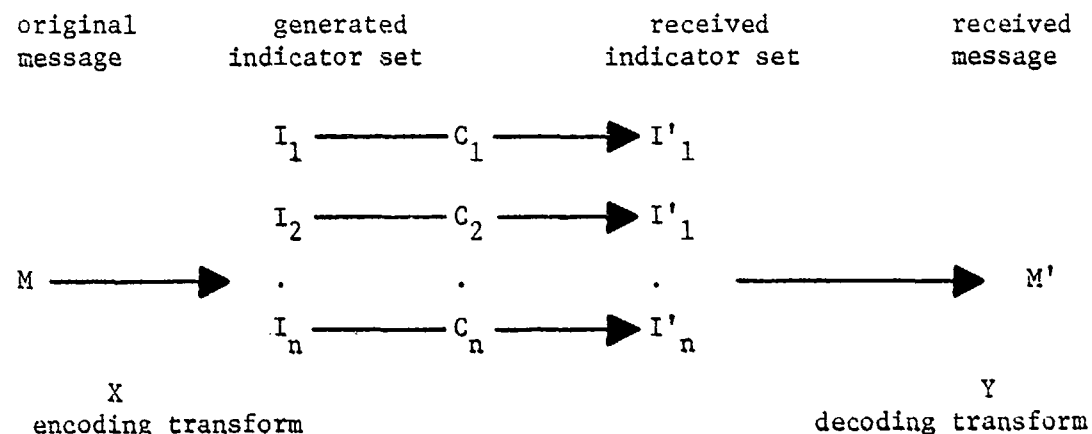 original generated received received
message indicator set indicator set message
I1 C1 I'1
I2 C2 I'1
M . . . M'
In Cn I'n
X Y
encoding transform decoding transform